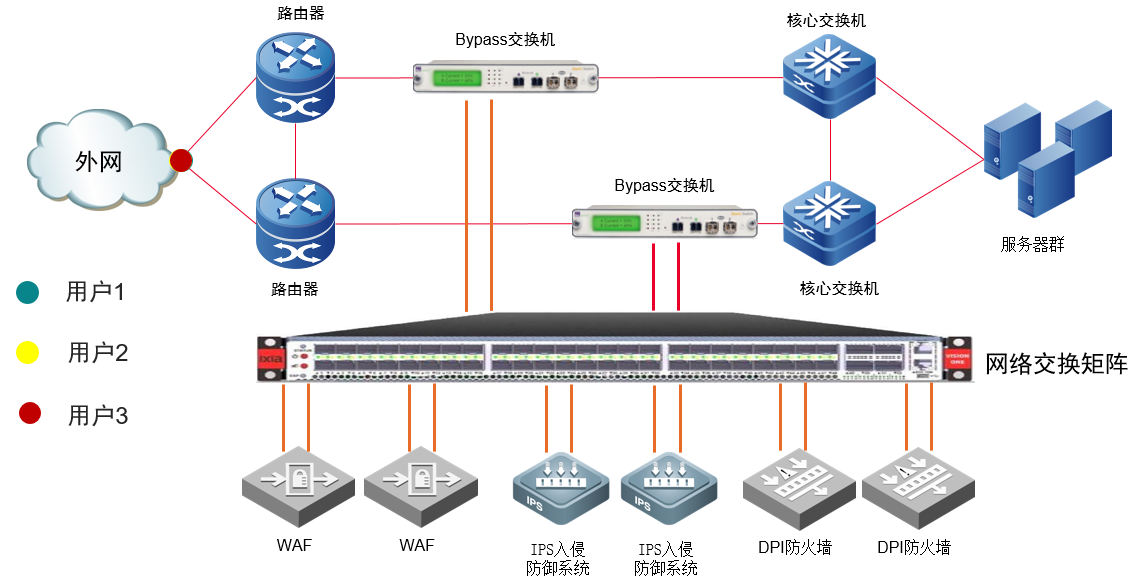 路由器
Bypass交换机
核心交换机
外网
Bypass交换机
服务器群
路由器
核心交换机
用户1
用户2
用户3
ixia
VISION
ONE
网络交换矩阵
IPS
IPS
WAF
WAF
IPS入侵
防御系统
IPS入侵
防御系统
DPI防火墙
DPI防火墙